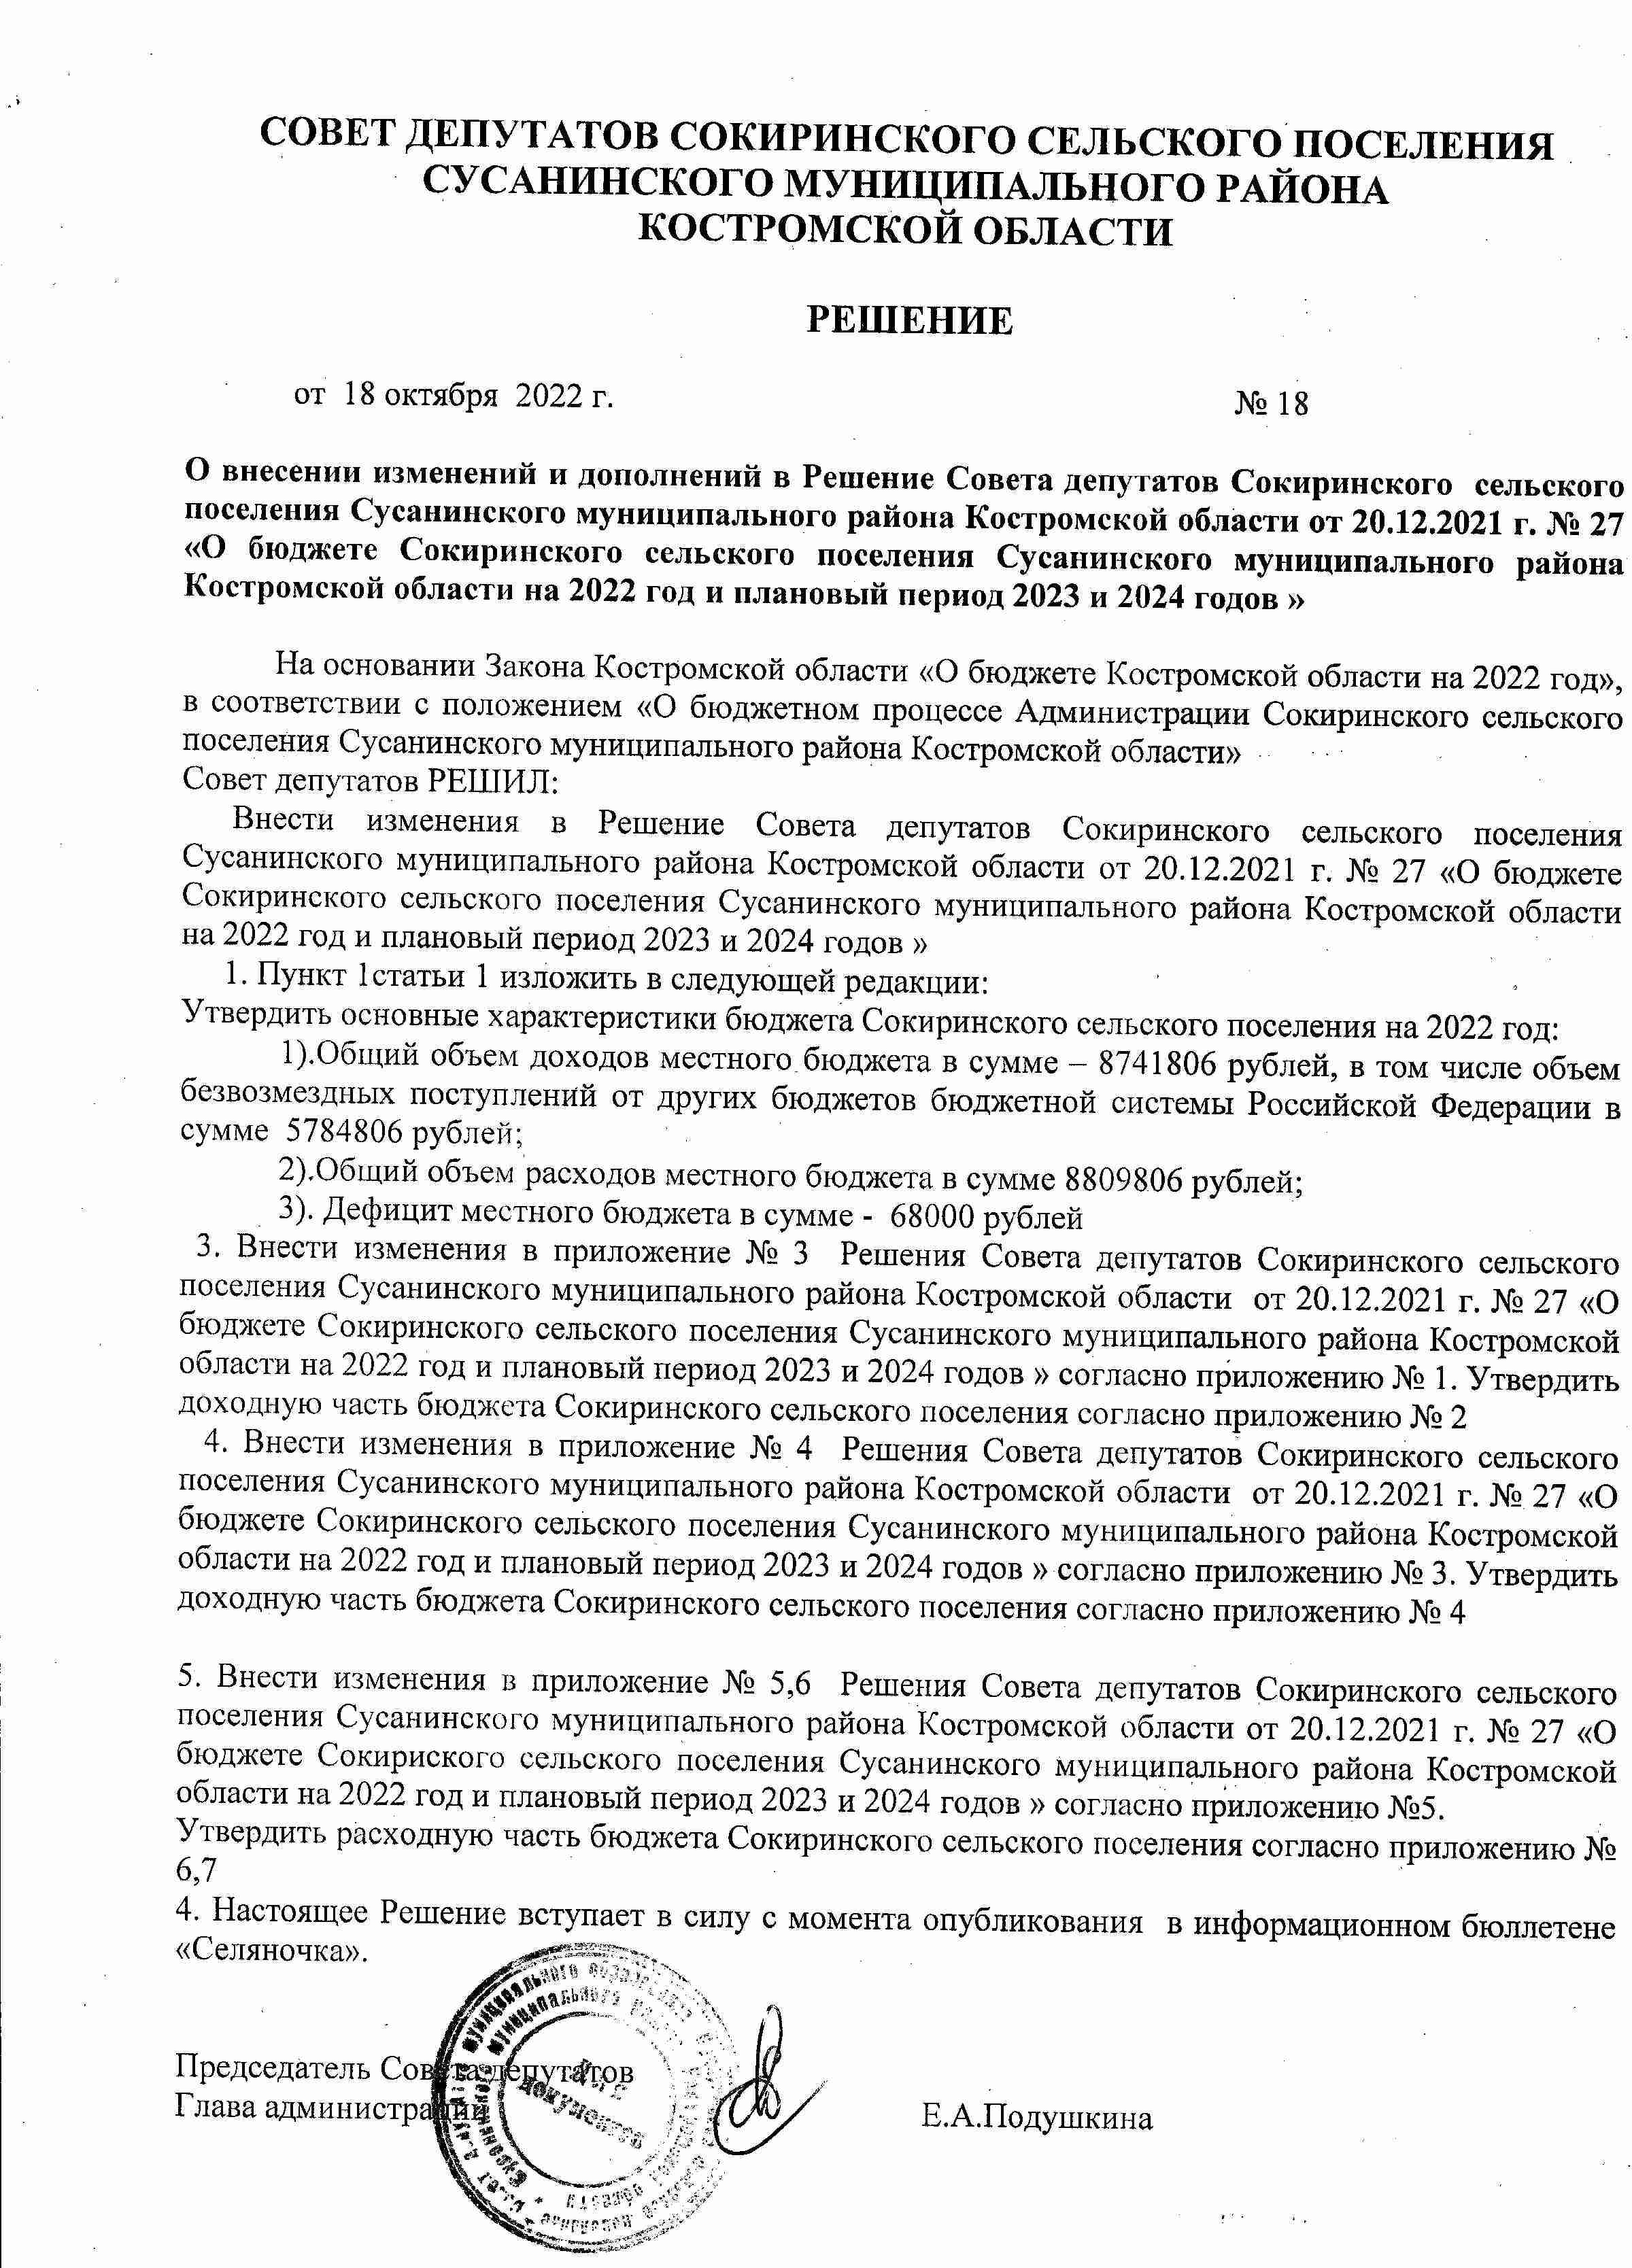 СОВЕТ ДЕПУТАТОВ СОКИРИНСКОГО СЕЛЬСКОГО ПОСЕЛЕНИЯ
СУСАНИНСКОГО МУНИЦИПАЛЬНОГО РАЙОНА
КОСТРОМСКОЙ ОБЛАСТИ
РЕШЕНИЕ
от 18 октября 2022 г. № 18
О внесении изменений и дополнений в Решение Совета депутатов Сокиринского сельского
поселения Сусанинского муниципального района Костромской области от 20.12.2021 г. № 27
«О бюджете Сокиринского сельского поселения Сусанинского муниципального района
Костромской области на 2022 год и плановый период 2023 и 2024 годов »
На основании Закона Костромской области «О бюджете Костромской области на 2022 год»,
в соответствии с положением «О бюджетном процессе Администрации Сокиринского сельского
поселения Сусанинского муниципального района Костромской области»
Совет депутатов РЕШИЛ:
Внести изменения в Решение Совета депутатов Сокиринского сельского поселения
Сусанинского муниципального района Костромской области от 20.12.2021 г. № 27 «О бюджете
Сокиринского сельского поселения Сусанинского муниципального района Костромской области
на 2022 год и плановый период 2023 и 2024 годов »
1. Пункт 1статьи 1 изложить в следующей редакции:
Утвердить основные характеристики бюджета Сокиринского сельского поселения на 2022 год:
1).Общий объем доходов местного бюджета в сумме – 8741806 рублей, в том числе объем
безвозмездных поступлений от других бюджетов бюджетной системы Российской Федерации в
сумме 5784806 рублей;
2).Общий объем расходов местного бюджета в сумме 8809806 рублей;
3). Дефицит местного бюджета в сумме - 68000 рублей
3. Внести изменения в приложение № 3 Решения Совета депутатов Сокиринского сельского
поселения Сусанинского муниципального района Костромской области от 20.12.2021 г. № 27 «О
бюджете Сокиринского сельского поселения Сусанинского муниципального района Костромской
области на 2022 год и плановый период 2023 и 2024 годов » согласно приложению № 1. Утвердить
доходную часть бюджета Сокиринского сельского поселения согласно приложению № 2
4. Внести изменения в приложение № 4 Решения Совета депутатов Сокиринского сельского
поселения Сусанинского муниципального района Костромской области от 20.12.2021 г. № 27 «О
бюджете Сокиринского сельского поселения Сусанинского муниципального района Костромской
области на 2022 год и плановый период 2023 и 2024 годов » согласно приложению № 3. Утвердить
доходную часть бюджета Сокиринского сельского поселения согласно приложению № 4
5. Внести изменения в приложение № 5,6 Решения Совета депутатов Сокиринского сельского
поселения Сусанинского муниципального района Костромской области от 20.12.2021 г. № 27 «О
бюджете Сокириского сельского поселения Сусанинского муниципального района Костромской
области на 2022 год и плановый период 2023 и 2024 годов » согласно приложению №5.
Утвердить расходную часть бюджета Сокиринского сельского поселения согласно приложению №
6,7
4. Настоящее Решение вступает в силу с момента опубликования в информационном бюллетене
«Селяночка».
Председатель Совета депутатов
Глава администрации Е.А.Подушкина
муниципального
муниципального